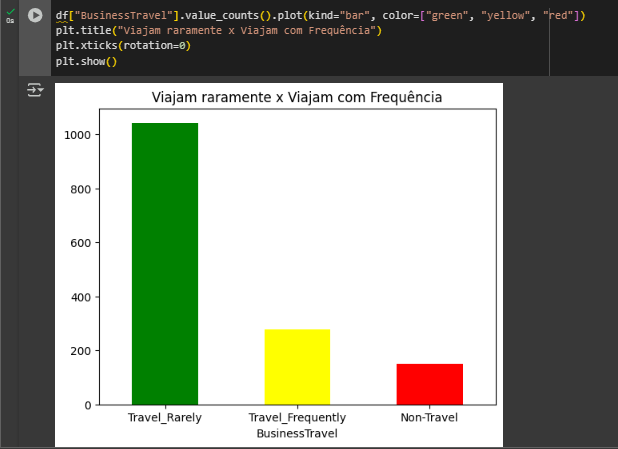 df["BusinessTravel"].value_counts().plot(kind="bar", color=["green", "yellow", "red"])
plt.title("Viajam raramente x Viajam com Frequência")
plt.xticks(rotation=0)
plt.show()
0s
Viajam raramente x Viajam com Frequência
1000
800
600
400
200
0
Travel_Rarely Travel_Frequently Non-Travel
BusinessTravel